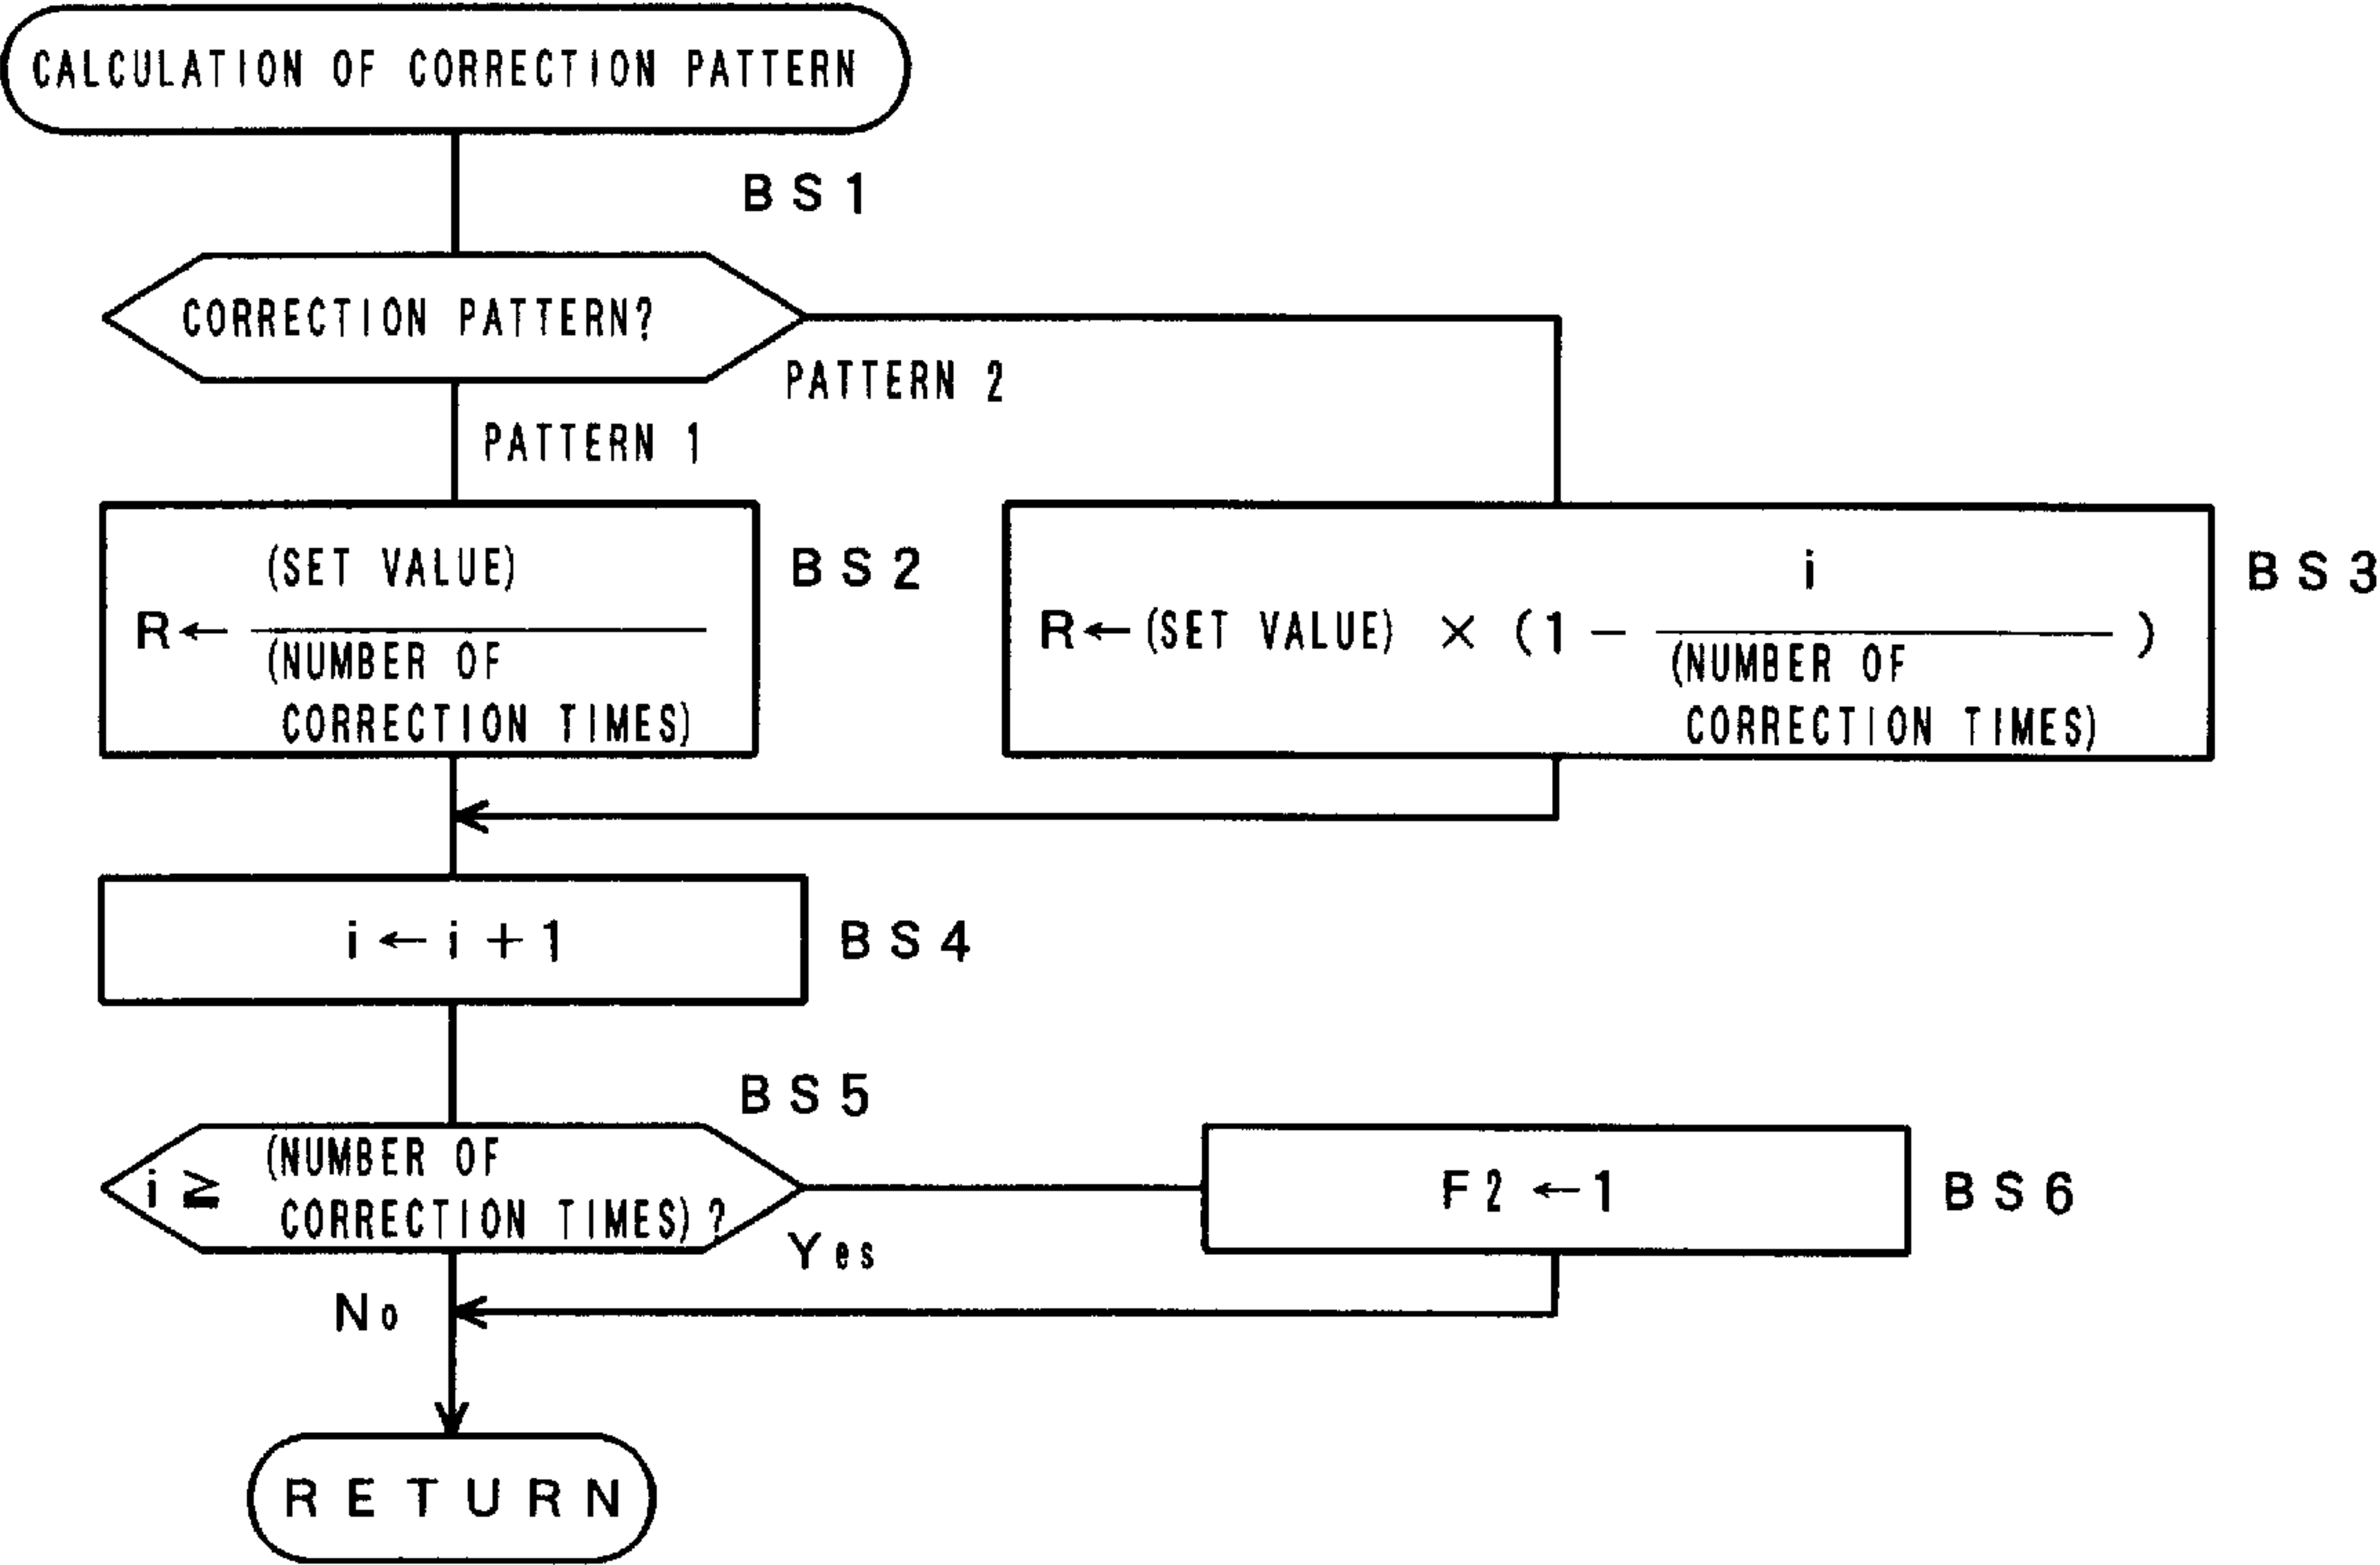 CALCULATION OF CORRECTION PATTERN
BS1
CORRECTION PATTERN?
PATTERN 2
PATTERN 1
(SET VALUE)
R←
(NUMBER OF
CORRECTION TIMES)
BS2
i
R←(SET VALUE) × (1 − )
(NUMBER OF
CORRECTION TIMES)
BS3
i ← i + 1
BS4
BS5
(NUMBER OF
i ≧
CORRECTION TIMES)?
Yes
F2 ← 1
BS6
No
RETURN